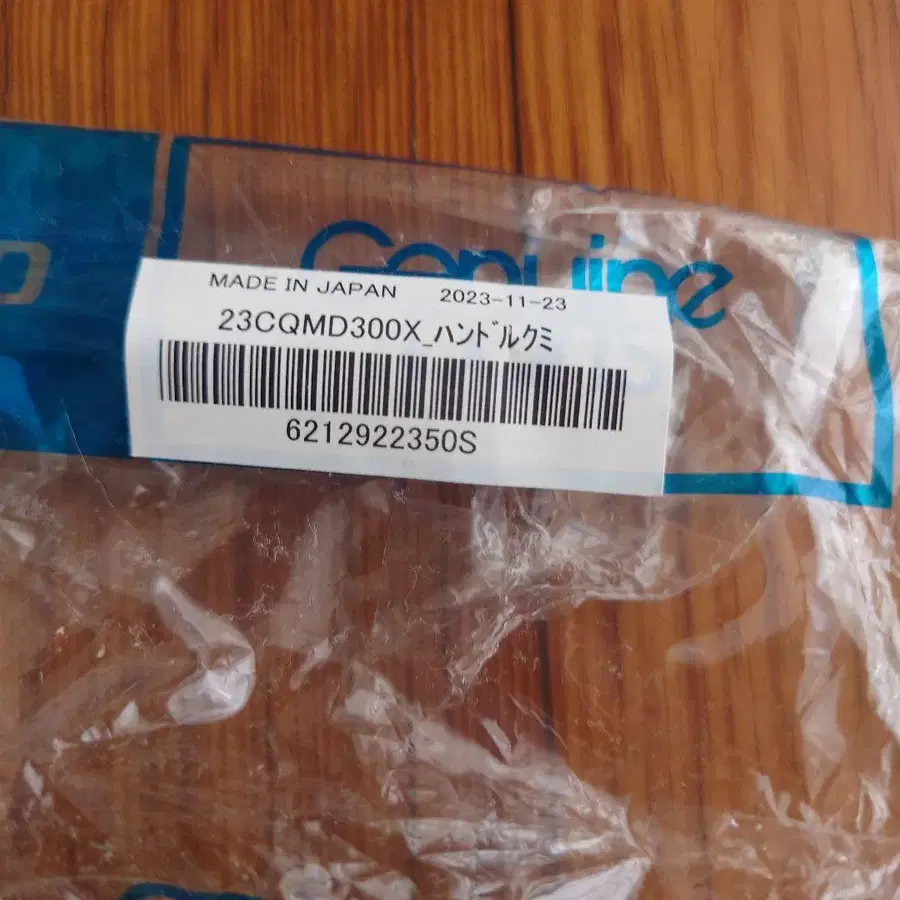 Genuine
MADE IN JAPAN 2023-11-23
23CQMD300X_ﾊﾝﾄﾞﾙｸﾐ
6212922350S